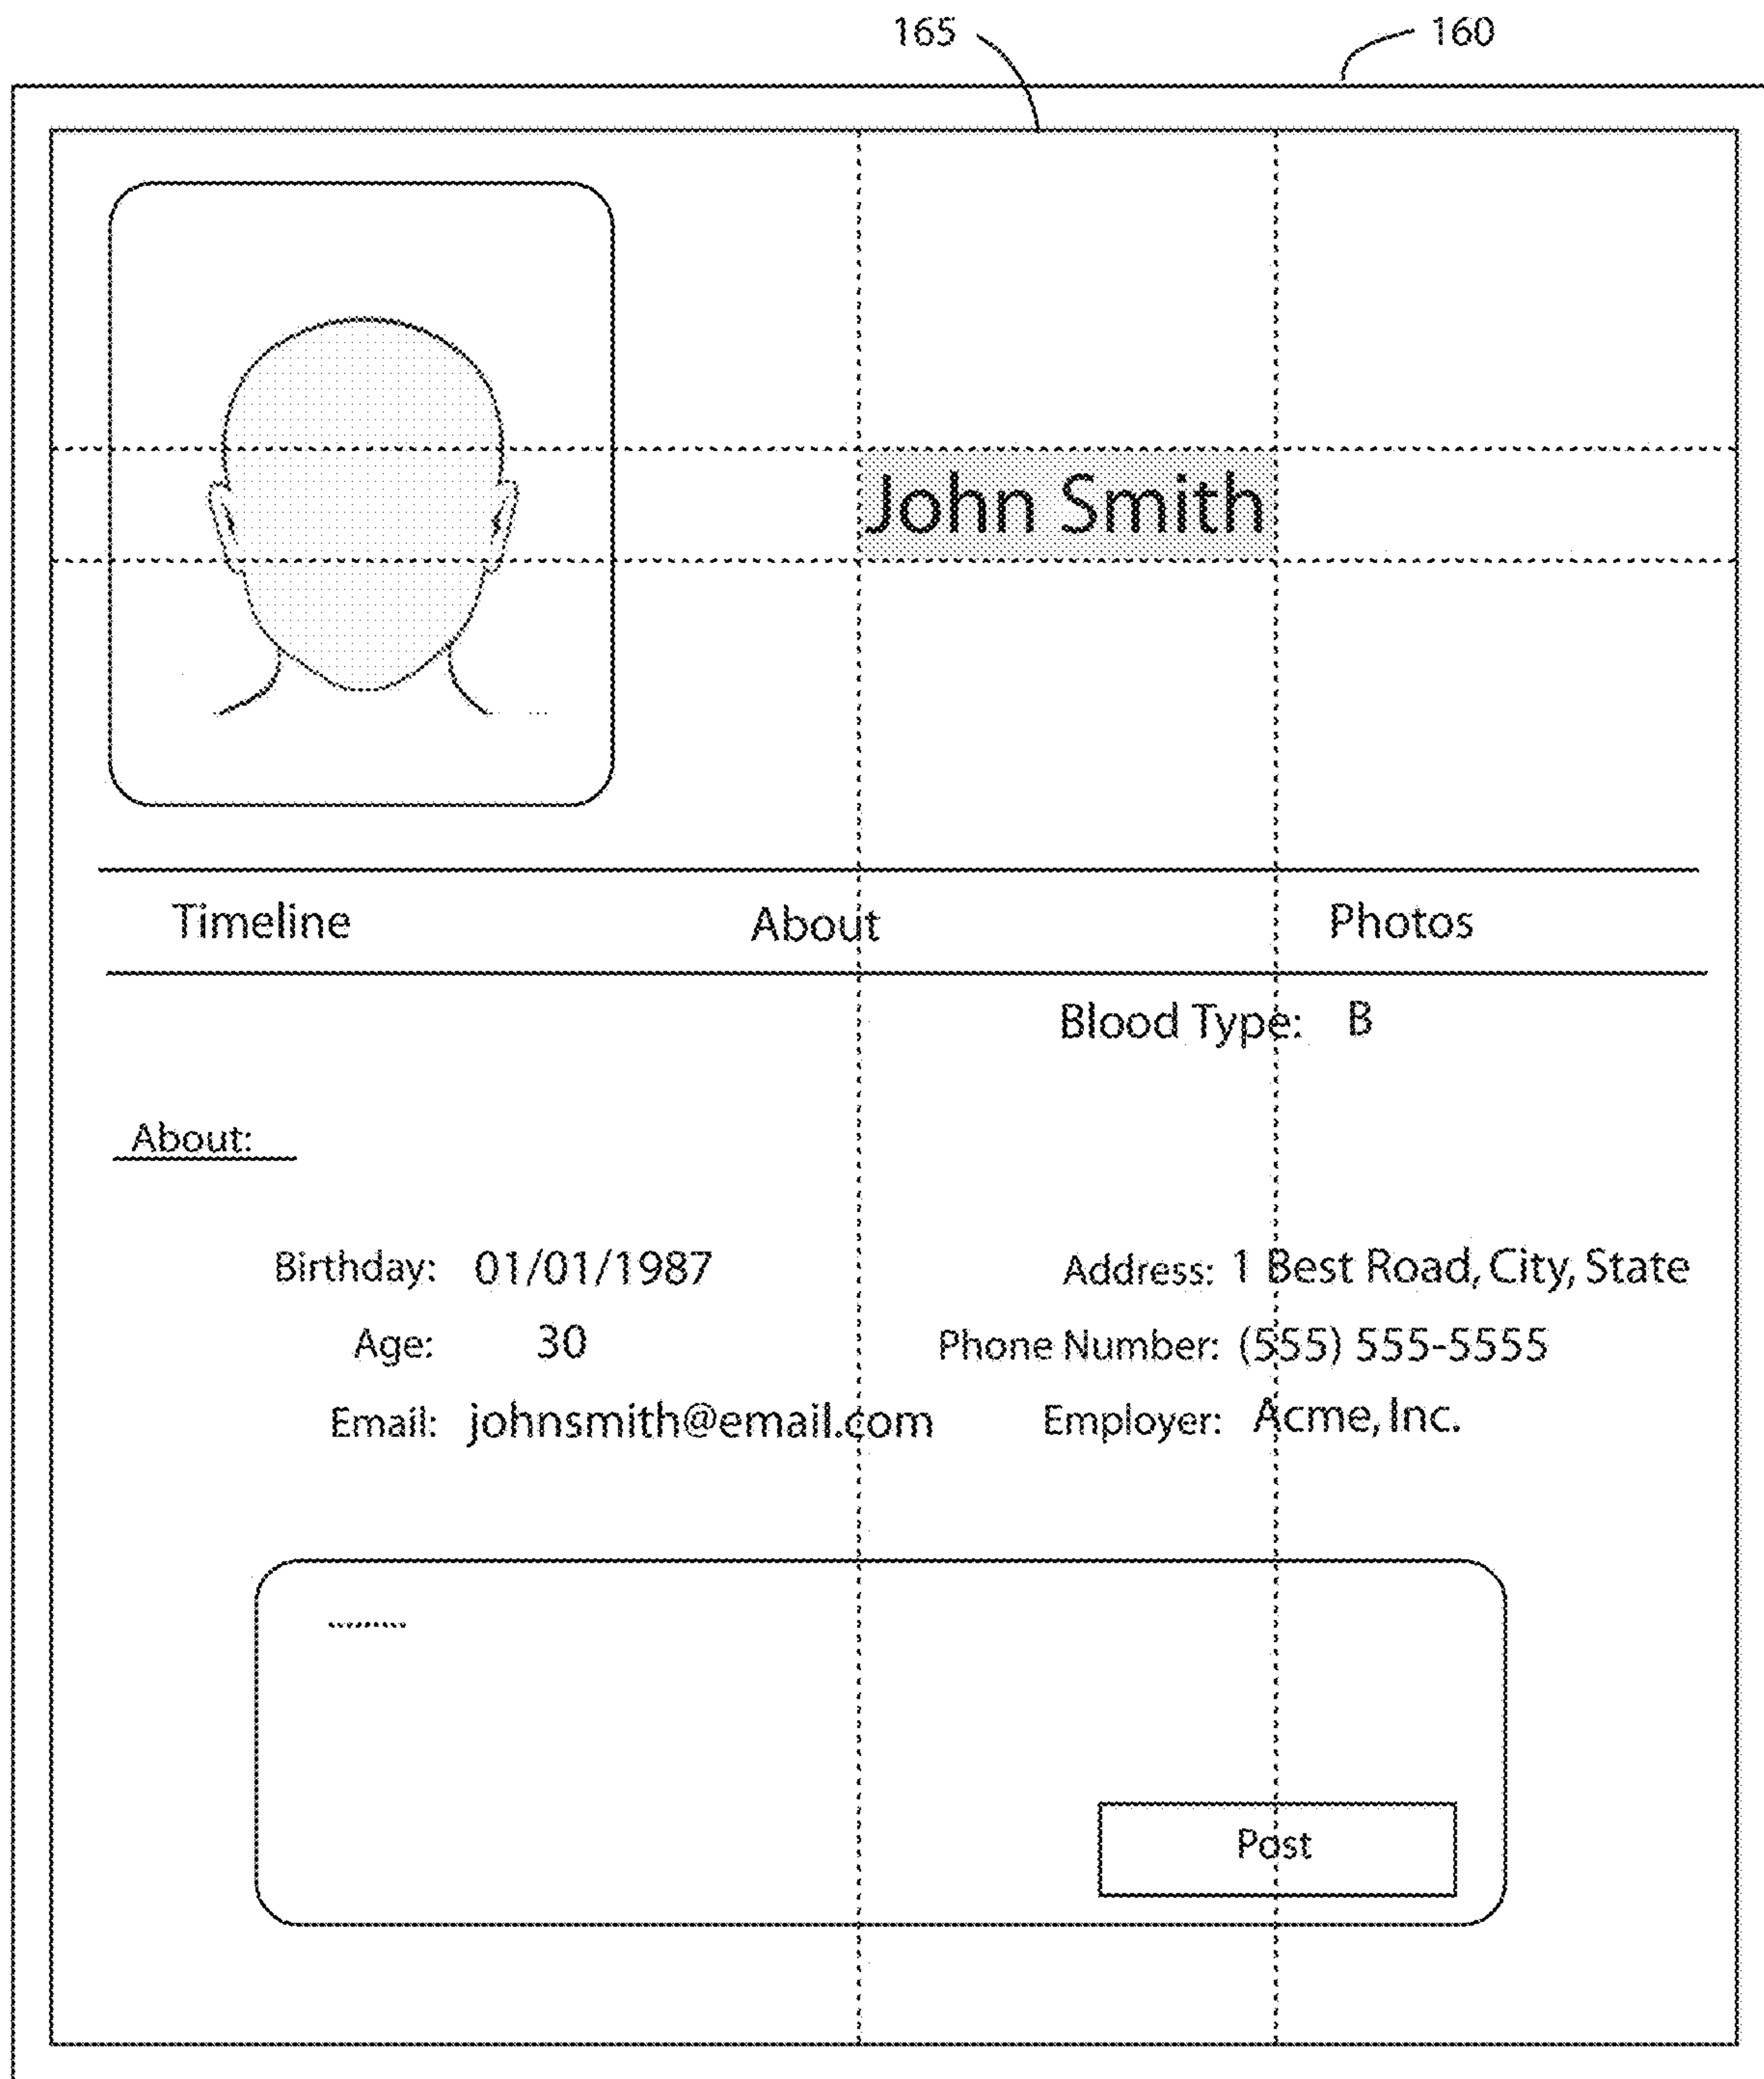 165 160
John Smith
Timeline About Photos
Blood Type: B
About:
Birthday: 01/01/1987 Address: 1 Best Road, City, State
Age: 30 Phone Number: (555) 555-5555
Email: johnsmith@email.com Employer: Acme, Inc.
Post